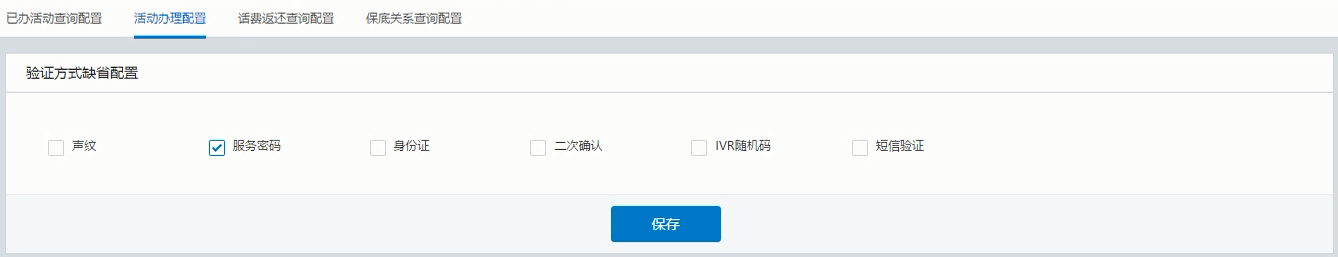 已办活动查询配置 活动办理配置 话费返还查询配置 保底关系查询配置
验证方式缺省配置
声纹 服务密码 身份证 二次确认 IVR随机码 短信验证
保存